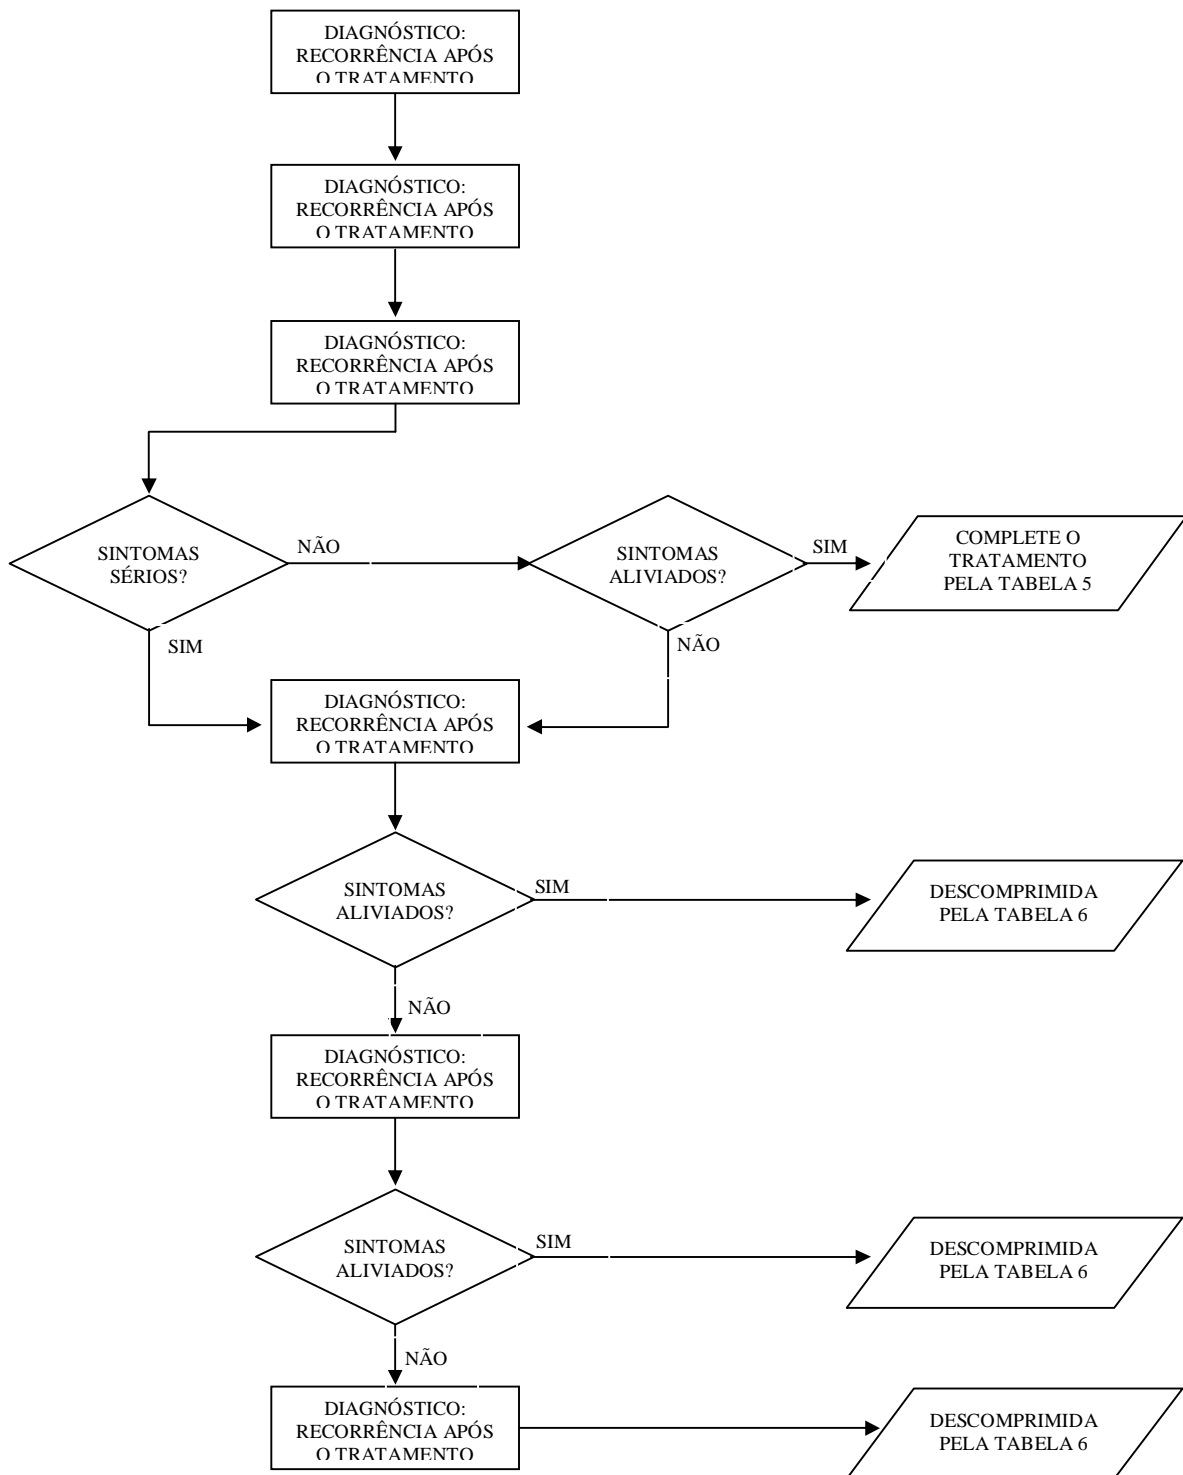 DIAGNÓSTICO:
RECORRÊNCIA APÓS
O TRATAMENTO
DIAGNÓSTICO:
RECORRÊNCIA APÓS
O TRATAMENTO
DIAGNÓSTICO:
RECORRÊNCIA APÓS
O TRATAMENTO
SINTOMAS
SÉRIOS?
NÃO
SIM
SINTOMAS
ALIVIADOS?
SIM
NÃO
COMPLETE O
TRATAMENTO
PELA TABELA 5
DIAGNÓSTICO:
RECORRÊNCIA APÓS
O TRATAMENTO
SINTOMAS
ALIVIADOS?
SIM
DESCOMPRIMIDA
PELA TABELA 6
NÃO
DIAGNÓSTICO:
RECORRÊNCIA APÓS
O TRATAMENTO
SINTOMAS
ALIVIADOS?
SIM
DESCOMPRIMIDA
PELA TABELA 6
NÃO
DIAGNÓSTICO:
RECORRÊNCIA APÓS
O TRATAMENTO
DESCOMPRIMIDA
PELA TABELA 6